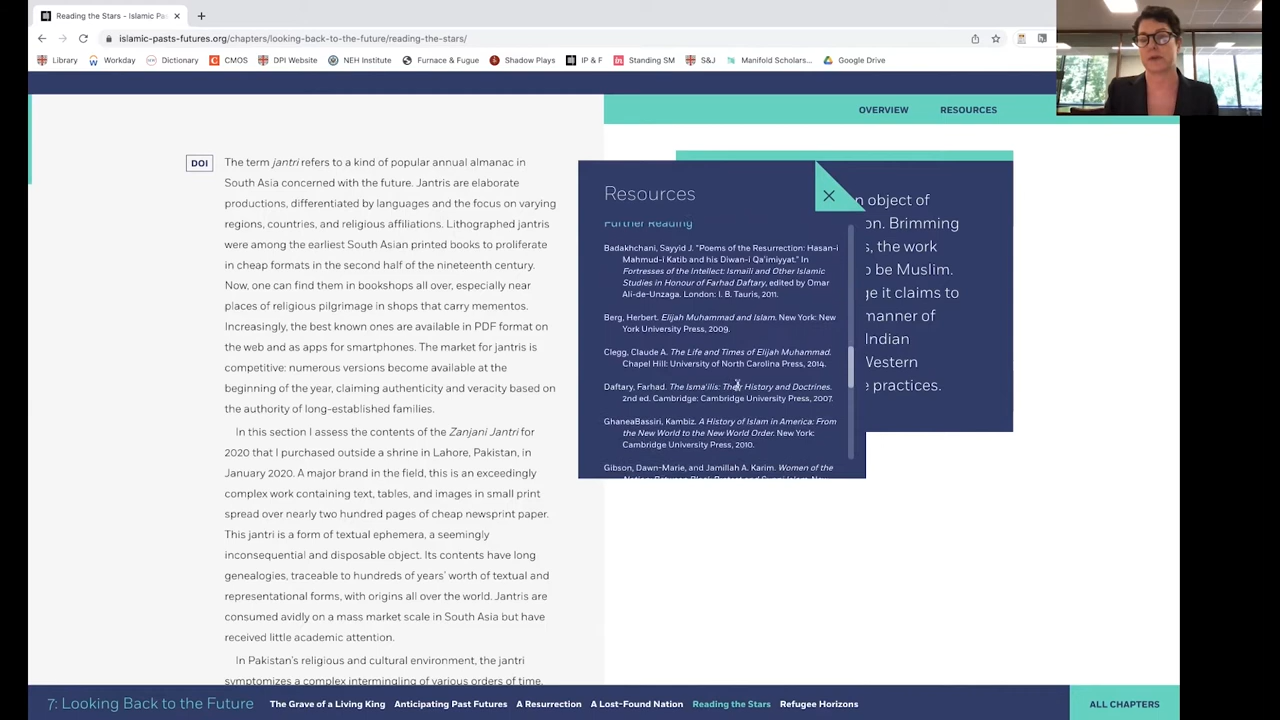 Reading the Stars - Islamic Pas
islamic-pasts-futures.org/chapters/looking-back-to-the-future/reading-the-stars/
Library Workday Dictionary CMOS DPI Website NEH Institute Furnace & Fugue Shadow Plays IP & F Standing SM S&J Manifold Scholars... Google Drive
OVERVIEW RESOURCES
DOI
The term jantri refers to a kind of popular annual almanac in
South Asia concerned with the future. Jantris are elaborate
productions, differentiated by languages and the focus on varying
regions, countries, and religious affiliations. Lithographed jantris
were among the earliest South Asian printed books to proliferate
in cheap formats in the second half of the nineteenth century.
Now, one can find them in bookshops all over, especially near
places of religious pilgrimage in shops that carry mementos.
Increasingly, the best known ones are available in PDF format on
the web and as apps for smartphones. The market for jantris is
competitive: numerous versions become available at the
beginning of the year, claiming authenticity and veracity based on
the authority of long-established families.
In this section I assess the contents of the Zanjani Jantri for
2020 that I purchased outside a shrine in Lahore, Pakistan, in
January 2020. A major brand in the field, this is an exceedingly
complex work containing text, tables, and images in small print
spread over nearly two hundred pages of cheap newsprint paper.
This jantri is a form of textual ephemera, a seemingly
inconsequential and disposable object. Its contents have long
genealogies, traceable to hundreds of years' worth of textual and
representational forms, with origins all over the world. Jantris are
consumed avidly on a mass market scale in South Asia but have
received little academic attention.
In Pakistan's religious and cultural environment, the jantri
symptomizes a complex intermingling of various orders of time.
Resources
Further Reading
Badakhchani, Sayyid J. "Poems of the Resurrection: Hasan-i
Mahmud-i Katib and his Diwan-i Qa'imiyyat." In
Fortresses of the Intellect: Ismaili and Other Islamic
Studies in Honour of Farhad Daftary, edited by Omar
Ali-de-Unzaga. London: I. B. Tauris, 2011.
Berg, Herbert. Elijah Muhammad and Islam. New York: New
York University Press, 2009.
Clegg, Claude A. The Life and Times of Elijah Muhammad.
Chapel Hill: University of North Carolina Press, 2014.
Daftary, Farhad. The Isma'ilis: Their History and Doctrines.
2nd ed. Cambridge: Cambridge University Press, 2007.
GhaneaBassiri, Kambiz. A History of Islam in America: From
the New World to the New World Order. New York:
Cambridge University Press, 2010.
Gibson, Dawn-Marie, and Jamillah A. Karim. Women of the
n object of
on. Brimming
s, the work
o be Muslim.
ge it claims to
manner of
Indian
Western
e practices.
7: Looking Back to the Future The Grave of a Living King Anticipating Past Futures A Resurrection A Lost-Found Nation Reading the Stars Refugee Horizons ALL CHAPTERS